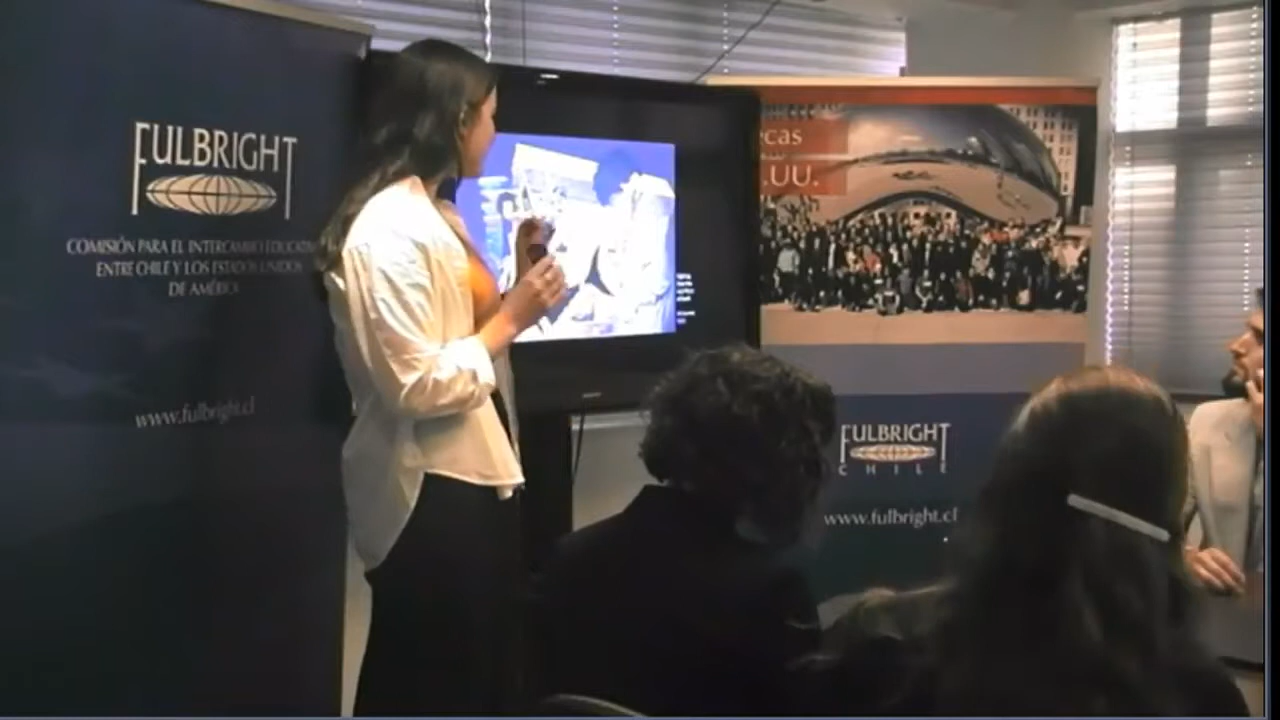 FULBRIGHT
COMISIÓN PARA EL INTERCAMBIO EDUCATIV
ENTRE CHILE Y LOS ESTADOS UNIDOS
DE AMÉRICA
www.fulbright.cl
ecas
.UU.
FULBRIGHT
CHILE
www.fulbright.cl